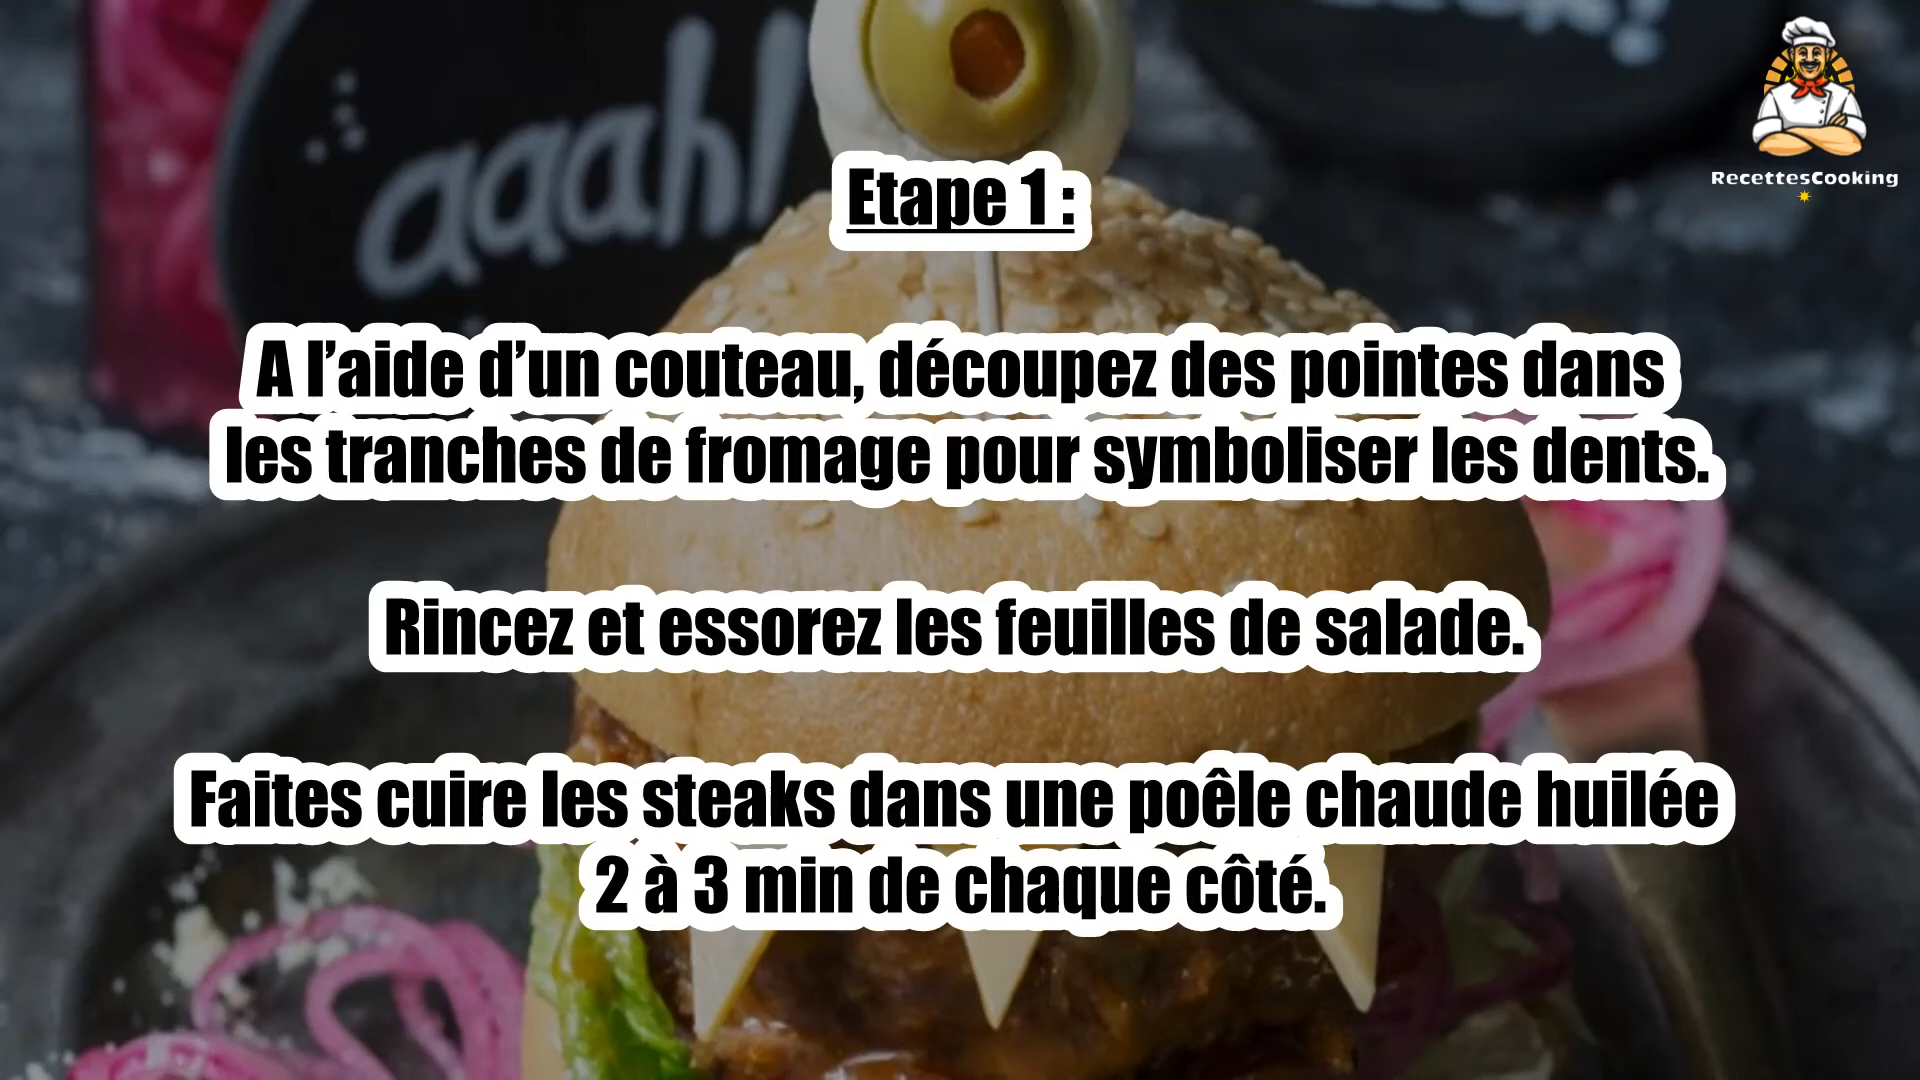 aaah!
RecettesCooking
Etape 1 :
A l’aide d’un couteau, découpez des pointes dans
les tranches de fromage pour symboliser les dents.
Rincez et essorez les feuilles de salade.
Faites cuire les steaks dans une poêle chaude huilée
2 à 3 min de chaque côté.